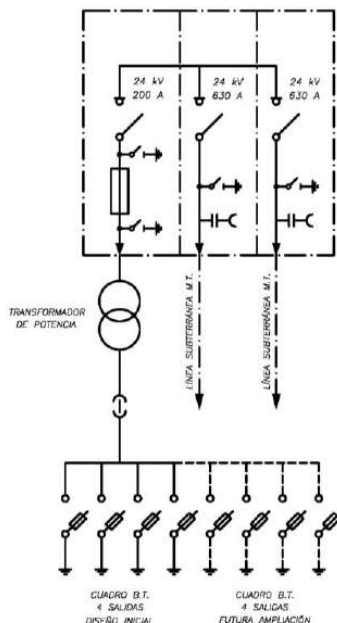 24 kV
200 A
24 kV
630 A
24 kV
630 A
TRANSFORMADOR
DE POTENCIA
LÍNEA SUBTERRÁNEA M.T.
LÍNEA SUBTERRÁNEA M.T.
CUADRO B.T.
4 SALIDAS
DISEÑO INICIAL
CUADRO B.T.
4 SALIDAS
FUTURA AMPLIACIÓN